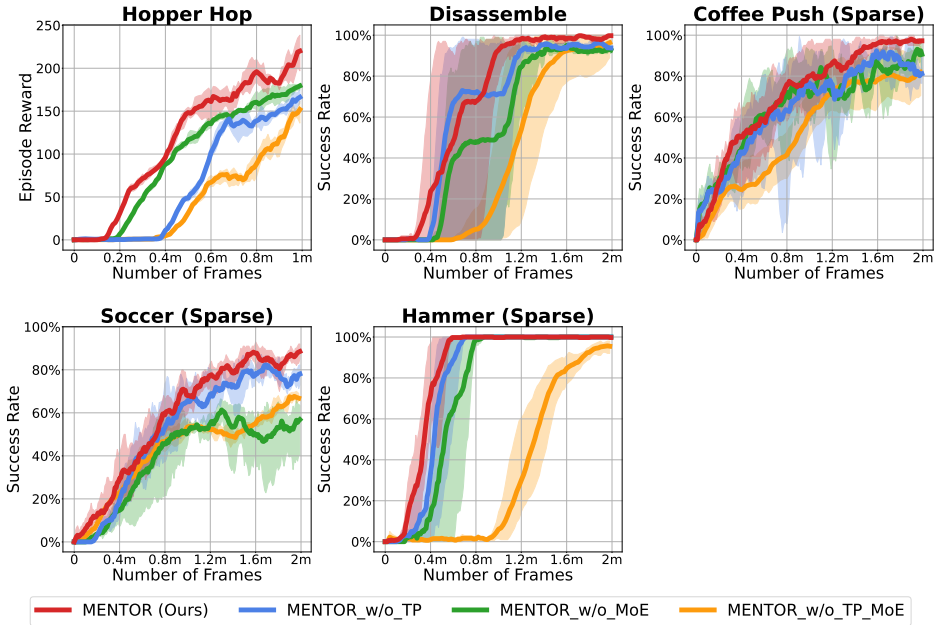 Hopper Hop
Disassemble
Coffee Push (Sparse)
250
200
150
100
50
0
Episode Reward
0 0.2m 0.4m 0.6m 0.8m 1m
Number of Frames
100%
80%
60%
40%
20%
0%
Success Rate
0 0.4m 0.8m 1.2m 1.6m 2m
Number of Frames
100%
80%
60%
40%
20%
0%
Success Rate
0 0.4m 0.8m 1.2m 1.6m 2m
Number of Frames
Soccer (Sparse)
Hammer (Sparse)
100%
80%
60%
40%
20%
0%
Success Rate
0 0.4m 0.8m 1.2m 1.6m 2m
Number of Frames
100%
80%
60%
40%
20%
0%
Success Rate
0 0.4m 0.8m 1.2m 1.6m 2m
Number of Frames
MENTOR (Ours) MENTOR_w/o_TP MENTOR_w/o_MoE MENTOR_w/o_TP_MoE